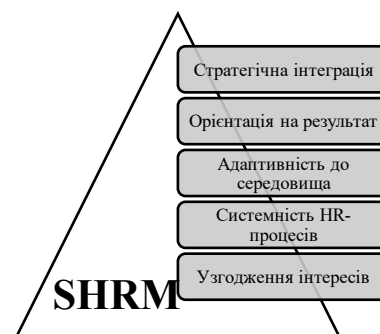 Стратегічна інтеграція
Орієнтація на результат
Адаптивність до
середовища
Системність HR-
процесів
Узгодження інтересів
SHRM